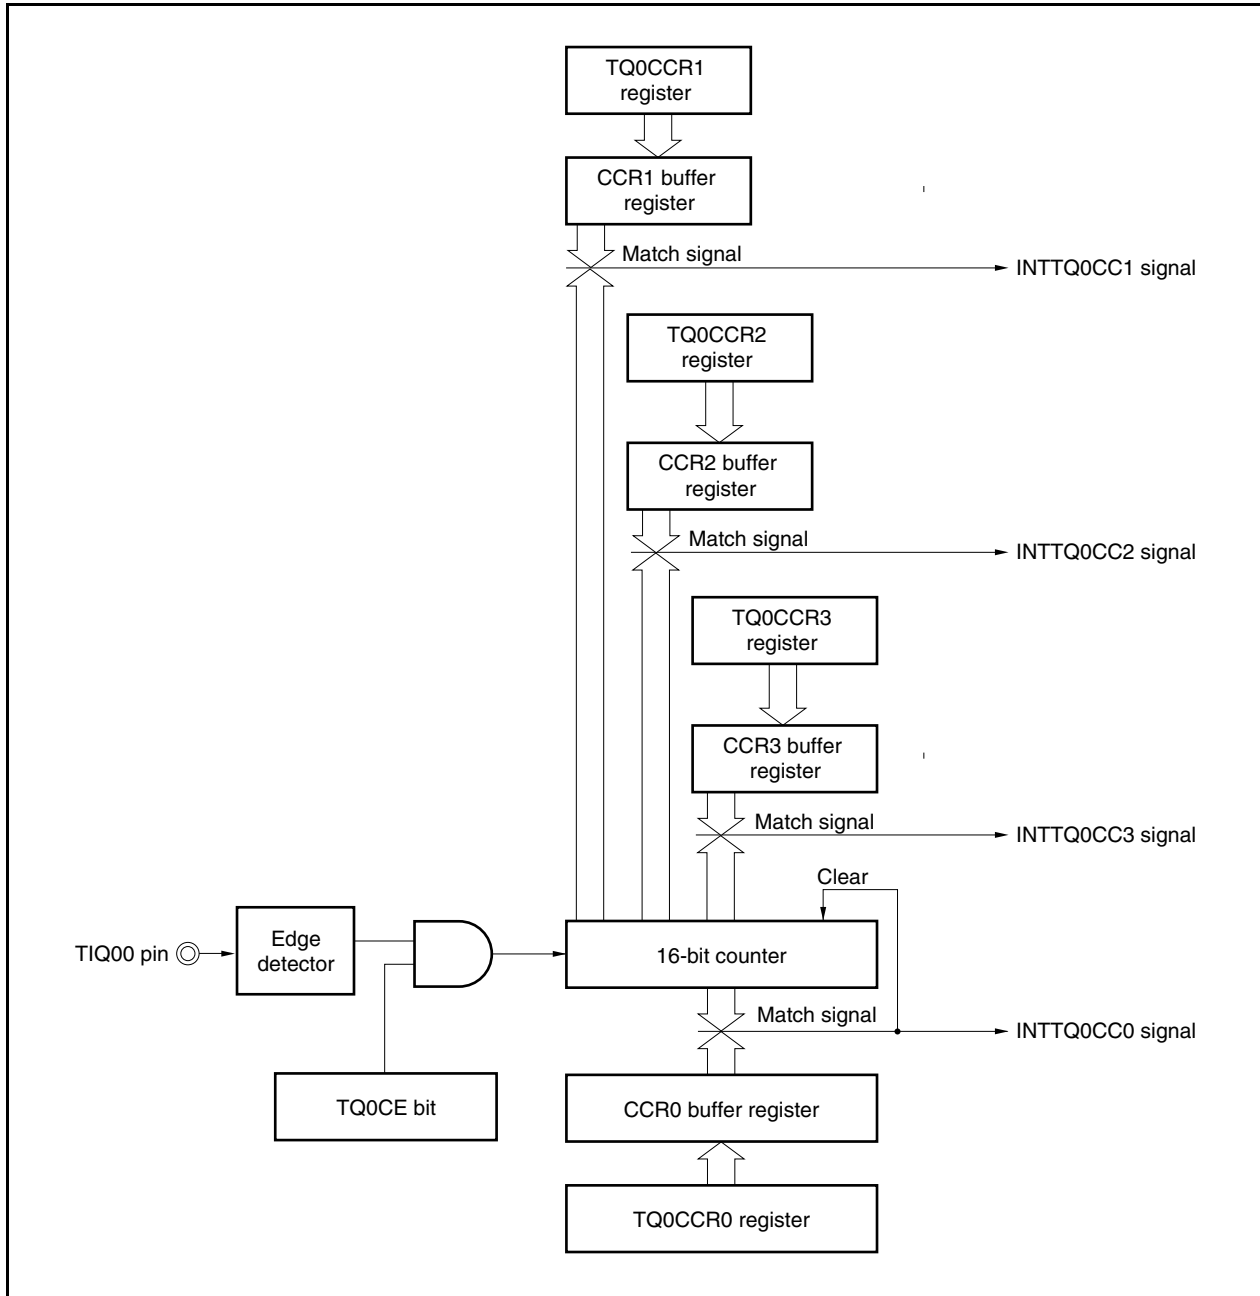 TQ0CCR1
register
CCR1 buffer
register
Match signal
INTTQ0CC1 signal
TQ0CCR2
register
CCR2 buffer
register
Match signal
INTTQ0CC2 signal
TQ0CCR3
register
CCR3 buffer
register
Match signal
INTTQ0CC3 signal
Clear
TIQ00 pin
Edge
detector
16-bit counter
Match signal
INTTQ0CC0 signal
TQ0CE bit
CCR0 buffer register
TQ0CCR0 register